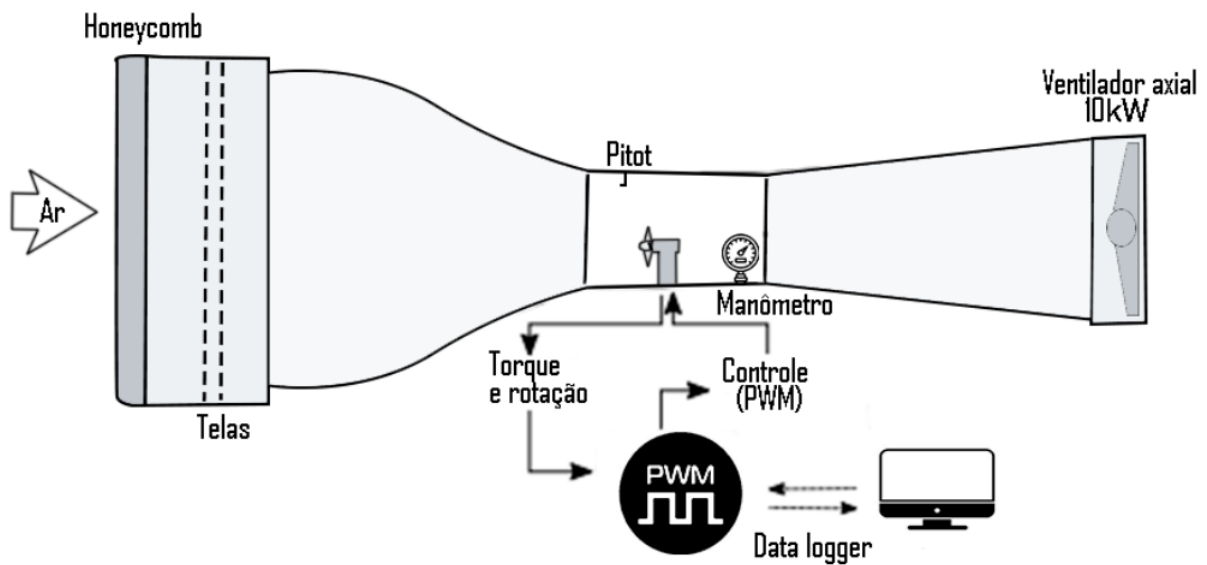 Honeycomb
Ventilador axial
10kW
Pitot
Ar
Manômetro
Torque
e rotação
Controle
(PWM)
Telas
PWM
Data logger